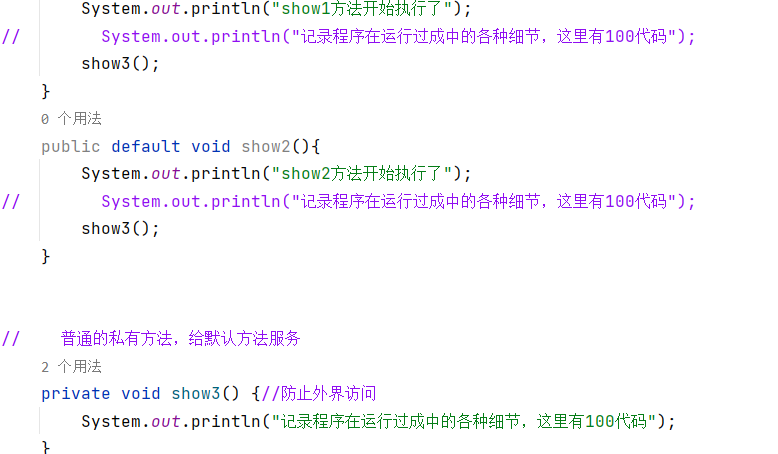 System.out.println("show1方法开始执行了");
//        System.out.println("记录程序在运行过成中的各种细节，这里有100代码");
show3();
}
0 个用法
public default void show2(){
System.out.println("show2方法开始执行了");
//        System.out.println("记录程序在运行过成中的各种细节，这里有100代码");
show3();
}
//    普通的私有方法，给默认方法服务
2 个用法
private void show3() {//防止外界访问
System.out.println("记录程序在运行过成中的各种细节，这里有100代码");
}